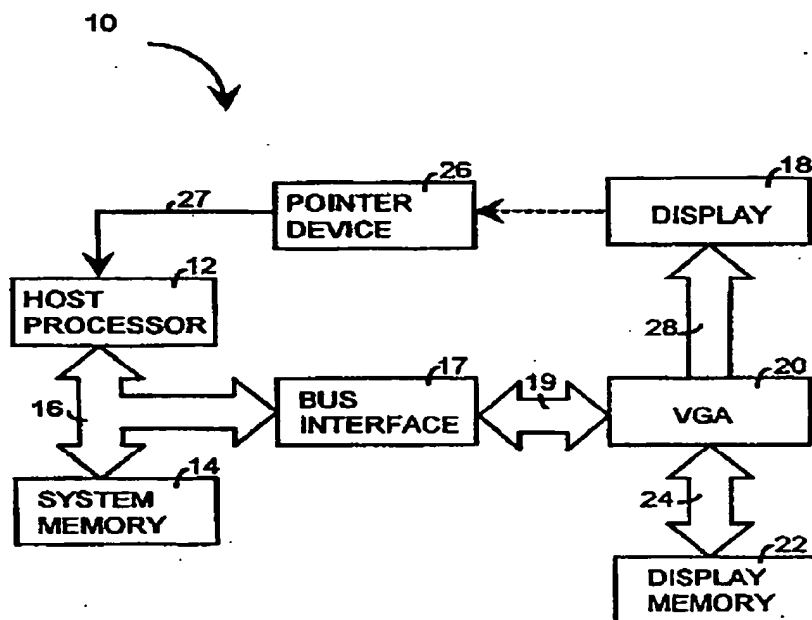 10
26
POINTER
DEVICE
18
DISPLAY
27
12
HOST
PROCESSOR
28
17
BUS
INTERFACE
19
20
VGA
16
14
SYSTEM
MEMORY
24
22
DISPLAY
MEMORY